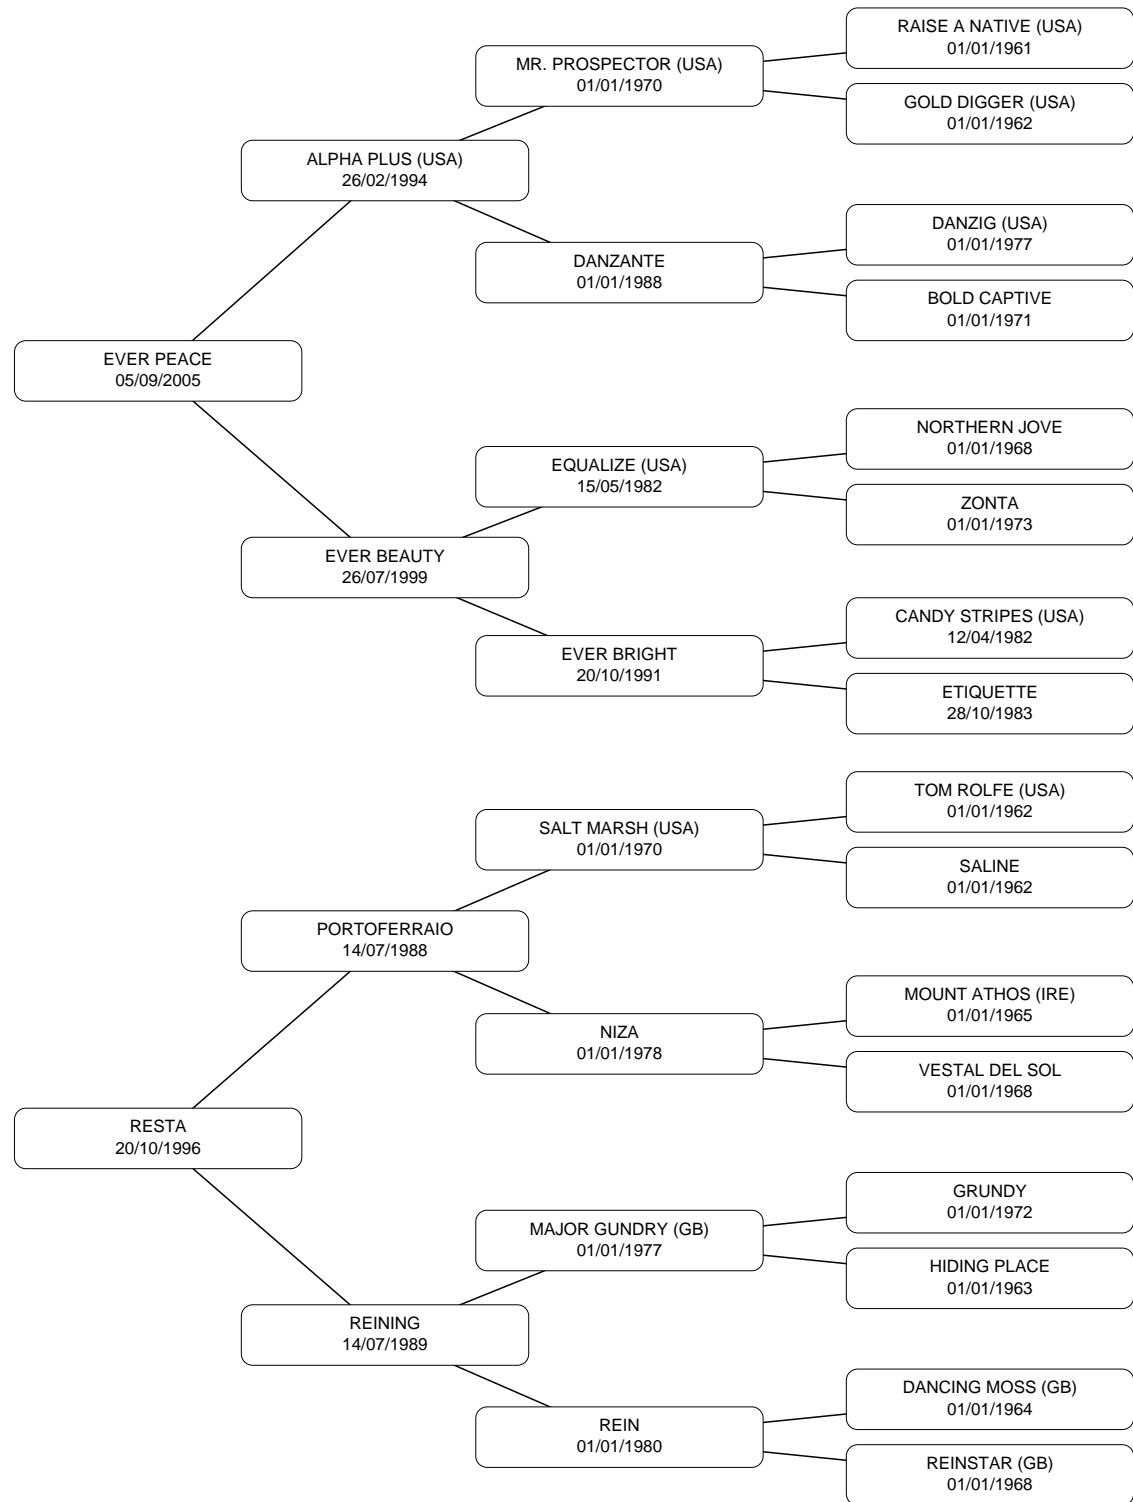 RAISE A NATIVE (USA)
01/01/1961
MR. PROSPECTOR (USA)
01/01/1970
GOLD DIGGER (USA)
01/01/1962
ALPHA PLUS (USA)
26/02/1994
DANZIG (USA)
01/01/1977
DANZANTE
01/01/1988
BOLD CAPTIVE
01/01/1971
EVER PEACE
05/09/2005
NORTHERN JOVE
01/01/1968
EQUALIZE (USA)
15/05/1982
ZONTA
01/01/1973
EVER BEAUTY
26/07/1999
CANDY STRIPES (USA)
12/04/1982
EVER BRIGHT
20/10/1991
ETIQUETTE
28/10/1983
TOM ROLFE (USA)
01/01/1962
SALT MARSH (USA)
01/01/1970
SALINE
01/01/1962
PORTOFERRAIO
14/07/1988
MOUNT ATHOS (IRE)
01/01/1965
NIZA
01/01/1978
VESTAL DEL SOL
01/01/1968
RESTA
20/10/1996
GRUNDY
01/01/1972
MAJOR GUNDRY (GB)
01/01/1977
HIDING PLACE
01/01/1963
REINING
14/07/1989
DANCING MOSS (GB)
01/01/1964
REIN
01/01/1980
REINSTAR (GB)
01/01/1968